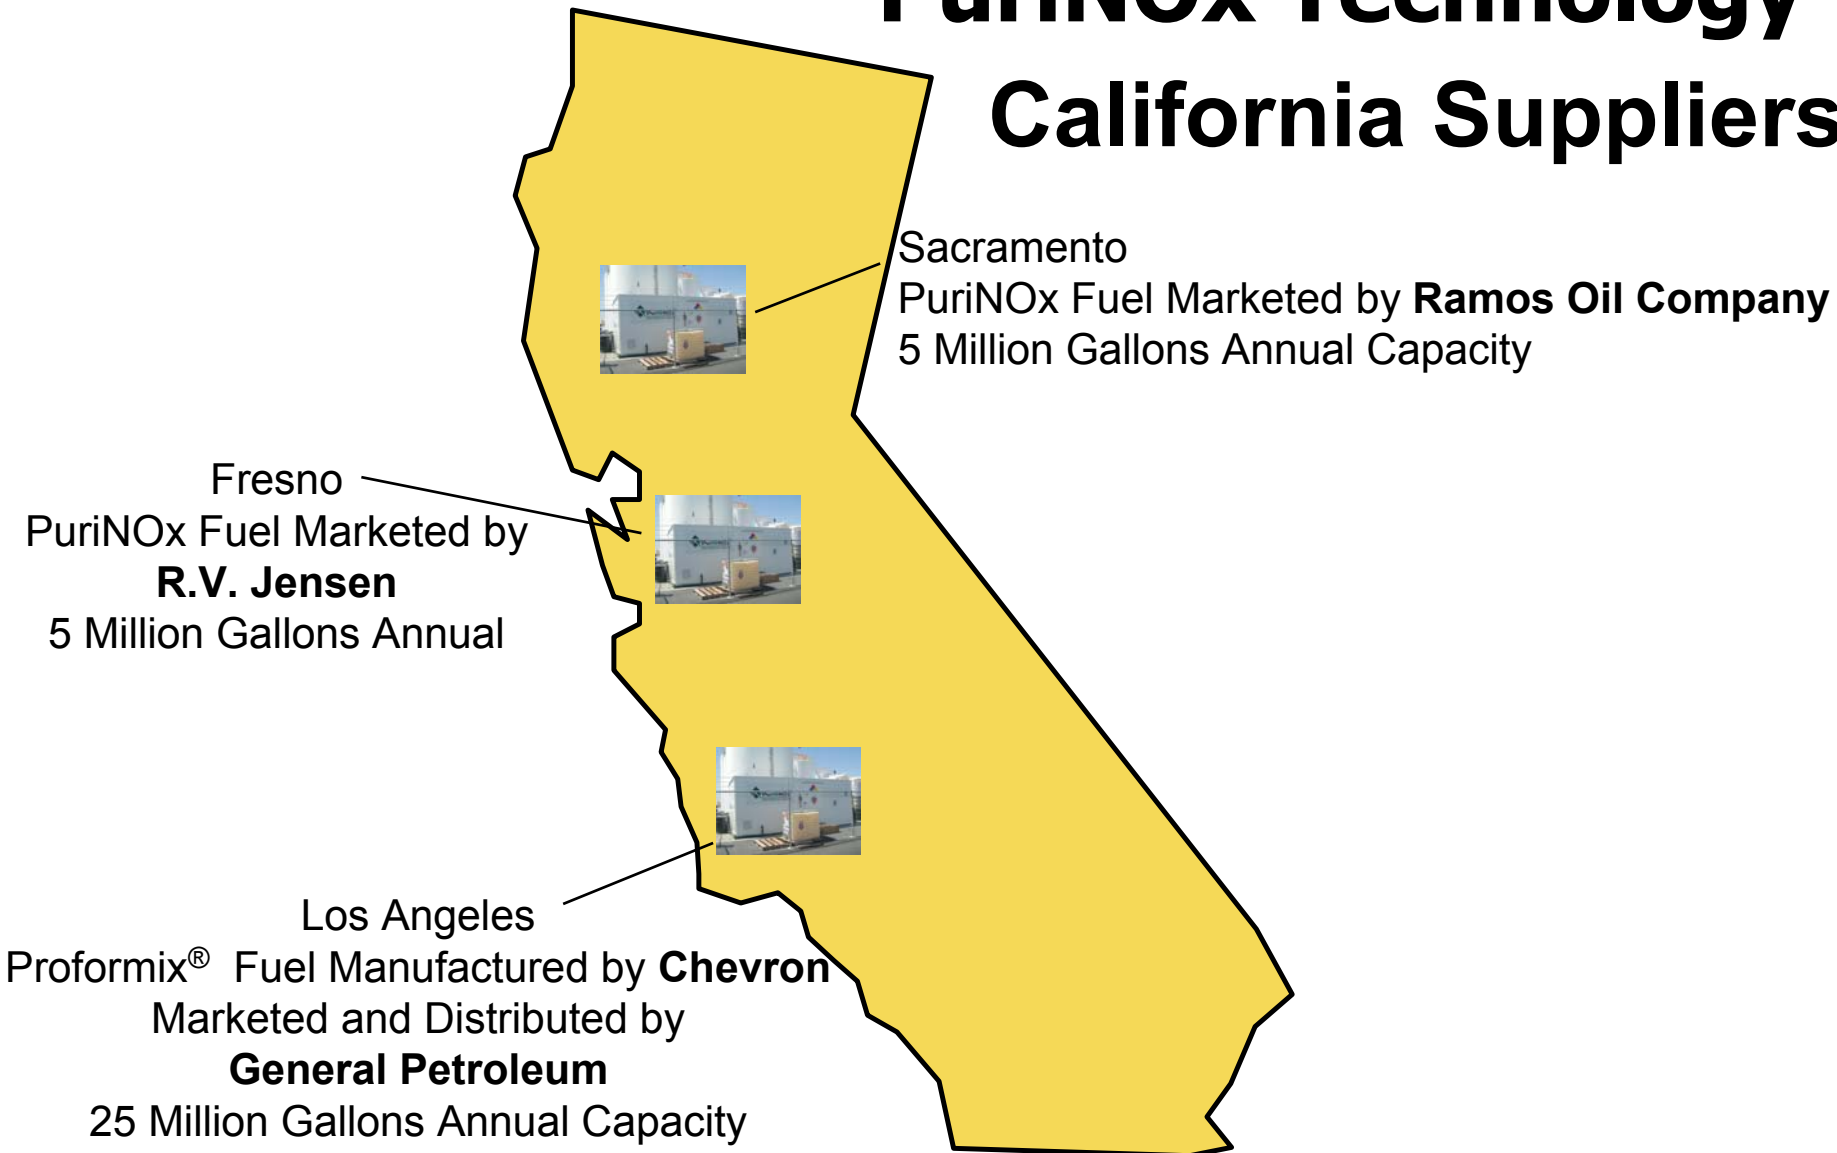 PuriNOx Technology
California Suppliers
Sacramento
PuriNOx Fuel Marketed by Ramos Oil Company
5 Million Gallons Annual Capacity
Fresno
PuriNOx Fuel Marketed by
R.V. Jensen
5 Million Gallons Annual
Los Angeles
Proformix® Fuel Manufactured by Chevron
Marketed and Distributed by
General Petroleum
25 Million Gallons Annual Capacity